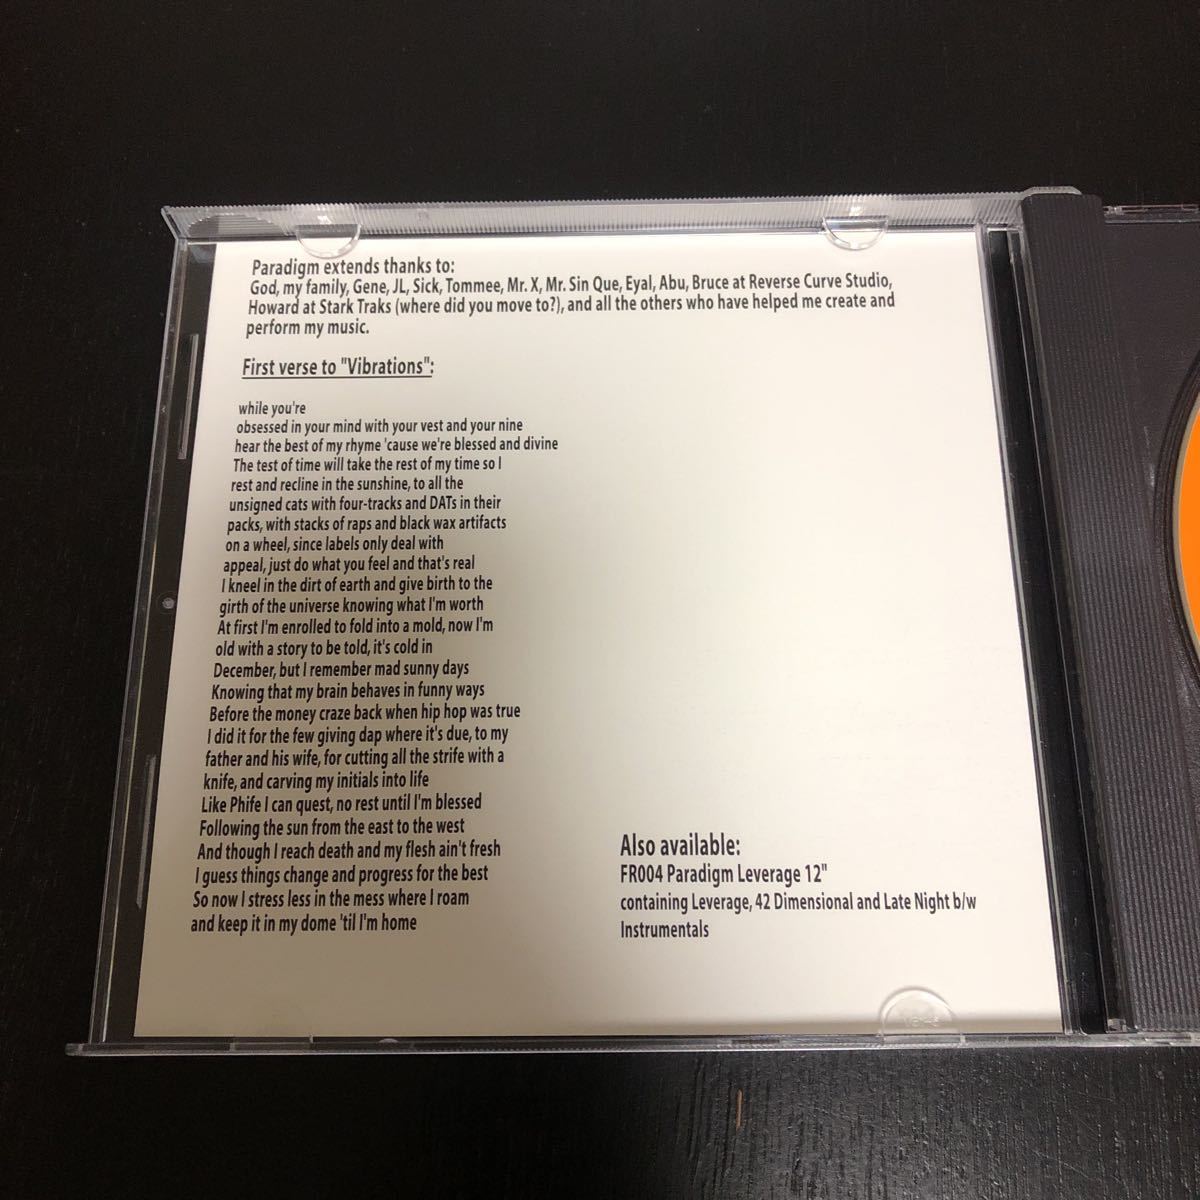 Paradigm extends thanks to:
God, my family, Gene, JL, Sick, Tommee, Mr. X, Mr. Sin Que, Eyal, Abu, Bruce at Reverse Curve Studio,
Howard at Stark Traks (where did you move to?), and all the others who have helped me create and
perform my music.
First verse to "Vibrations":
while you're
obsessed in your mind with your vest and your nine
hear the best of my rhyme 'cause we're blessed and divine
The test of time will take the rest of my time so I
rest and recline in the sunshine, to all the
unsigned cats with four-tracks and DATs in their
packs, with stacks of raps and black wax artifacts
on a wheel, since labels only deal with
appeal, just do what you feel and that's real
I kneel in the dirt of earth and give birth to the
girth of the universe knowing what I'm worth
At first I'm enrolled to fold into a mold, now I'm
old with a story to be told, it's cold in
December, but I remember mad sunny days
Knowing that my brain behaves in funny ways
Before the money craze back when hip hop was true
I did it for the few giving dap where it's due, to my
father and his wife, for cutting all the strife with a
knife, and carving my initials into life
Like Phife I can quest, no rest until I'm blessed
Following the sun from the east to the west
And though I reach death and my flesh ain't fresh
I guess things change and progress for the best
So now I stress less in the mess where I roam
and keep it in my dome 'til I'm home
Also available:
FR004 Paradigm Leverage 12"
containing Leverage, 42 Dimensional and Late Night b/w
Instrumentals